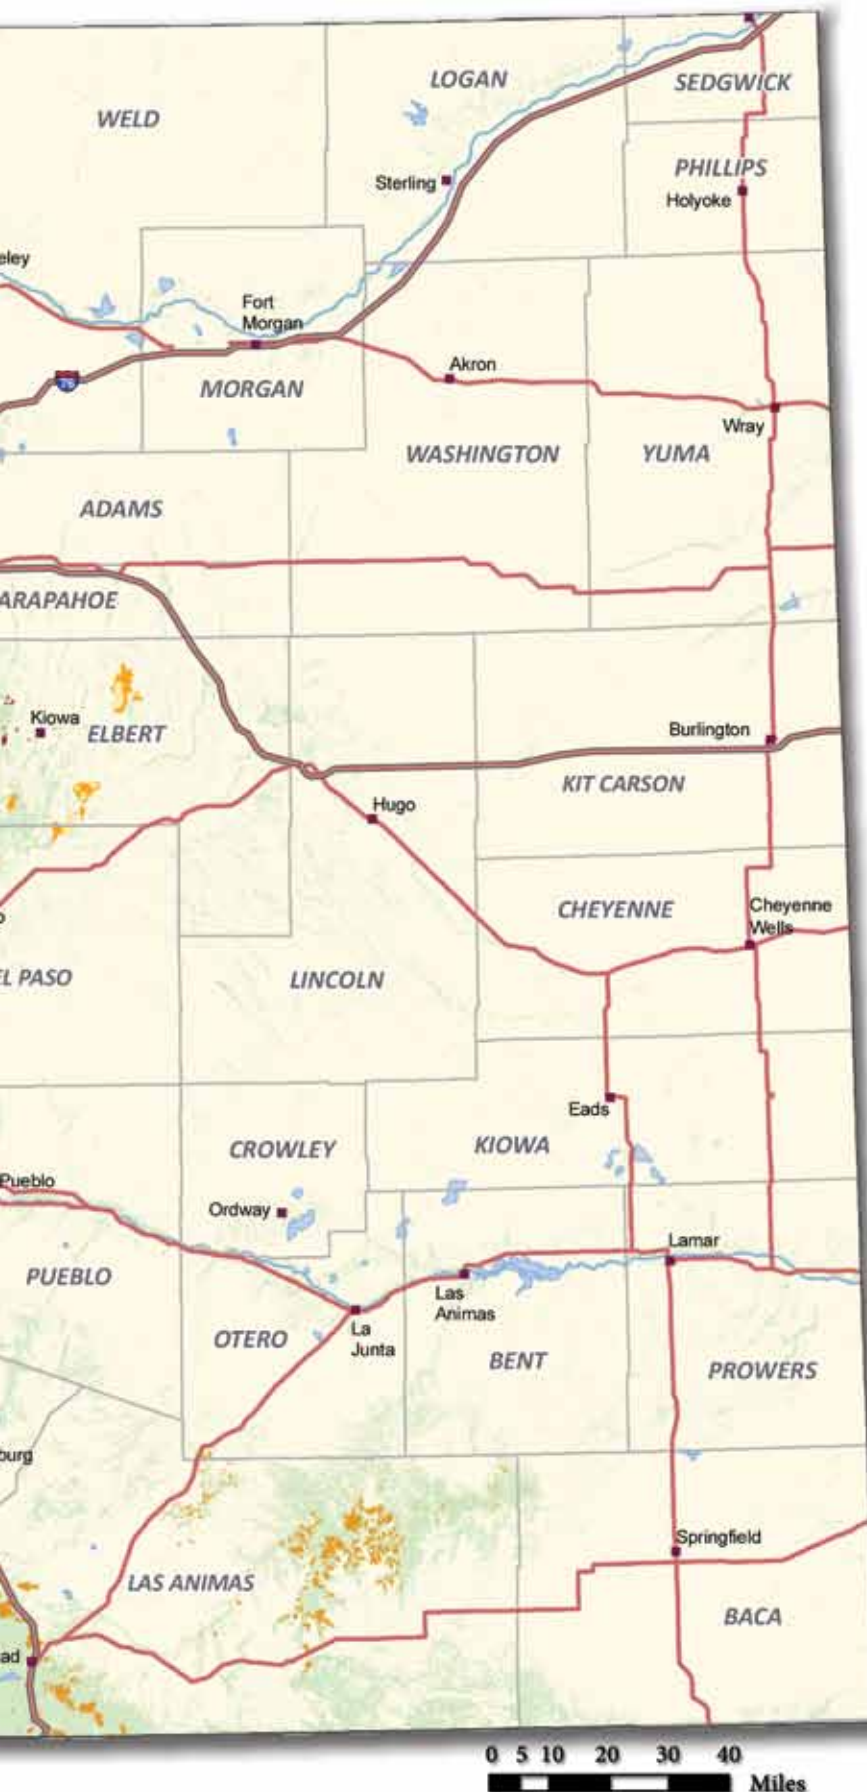 LOGAN
SEDGWICK
WELD
PHILLIPS
Sterling
Holyoke
eley
Fort
Morgan
Akron
76
MORGAN
Wray
WASHINGTON
YUMA
ADAMS
ARAPAHOE
Kiowa
ELBERT
Burlington
KIT CARSON
Hugo
CHEYENNE
Cheyenne
Wells
EL PASO
LINCOLN
Eads
CROWLEY
KIOWA
Pueblo
Ordway
Lamar
PUEBLO
Las
Animas
OTERO
La
Junta
BENT
PROWERS
burg
Springfield
LAS ANIMAS
BACA
ad
0 5 10 20 30 40
Miles